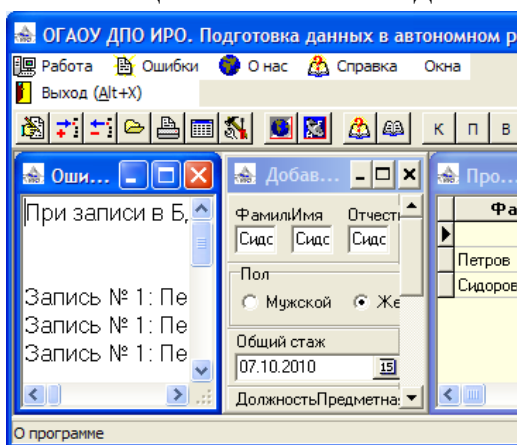 ОГАОУ ДПО ИРО. Подготовка данных в автономном р
Работа Ошибки О нас Справка Окна
Выход (Alt+X)
К П В
Оши... Добав... Про...
При записи в Б,
Запись № 1: Пе
Запись № 1: Пе
Запись № 1: Пе
ФамилИмя Отчест
Сидс Сидс Сидс
Пол
Мужской Же
Общий стаж
07.10.2010 15
ДолжностьПредметна
Фа
Петров
Сидоров
О программе